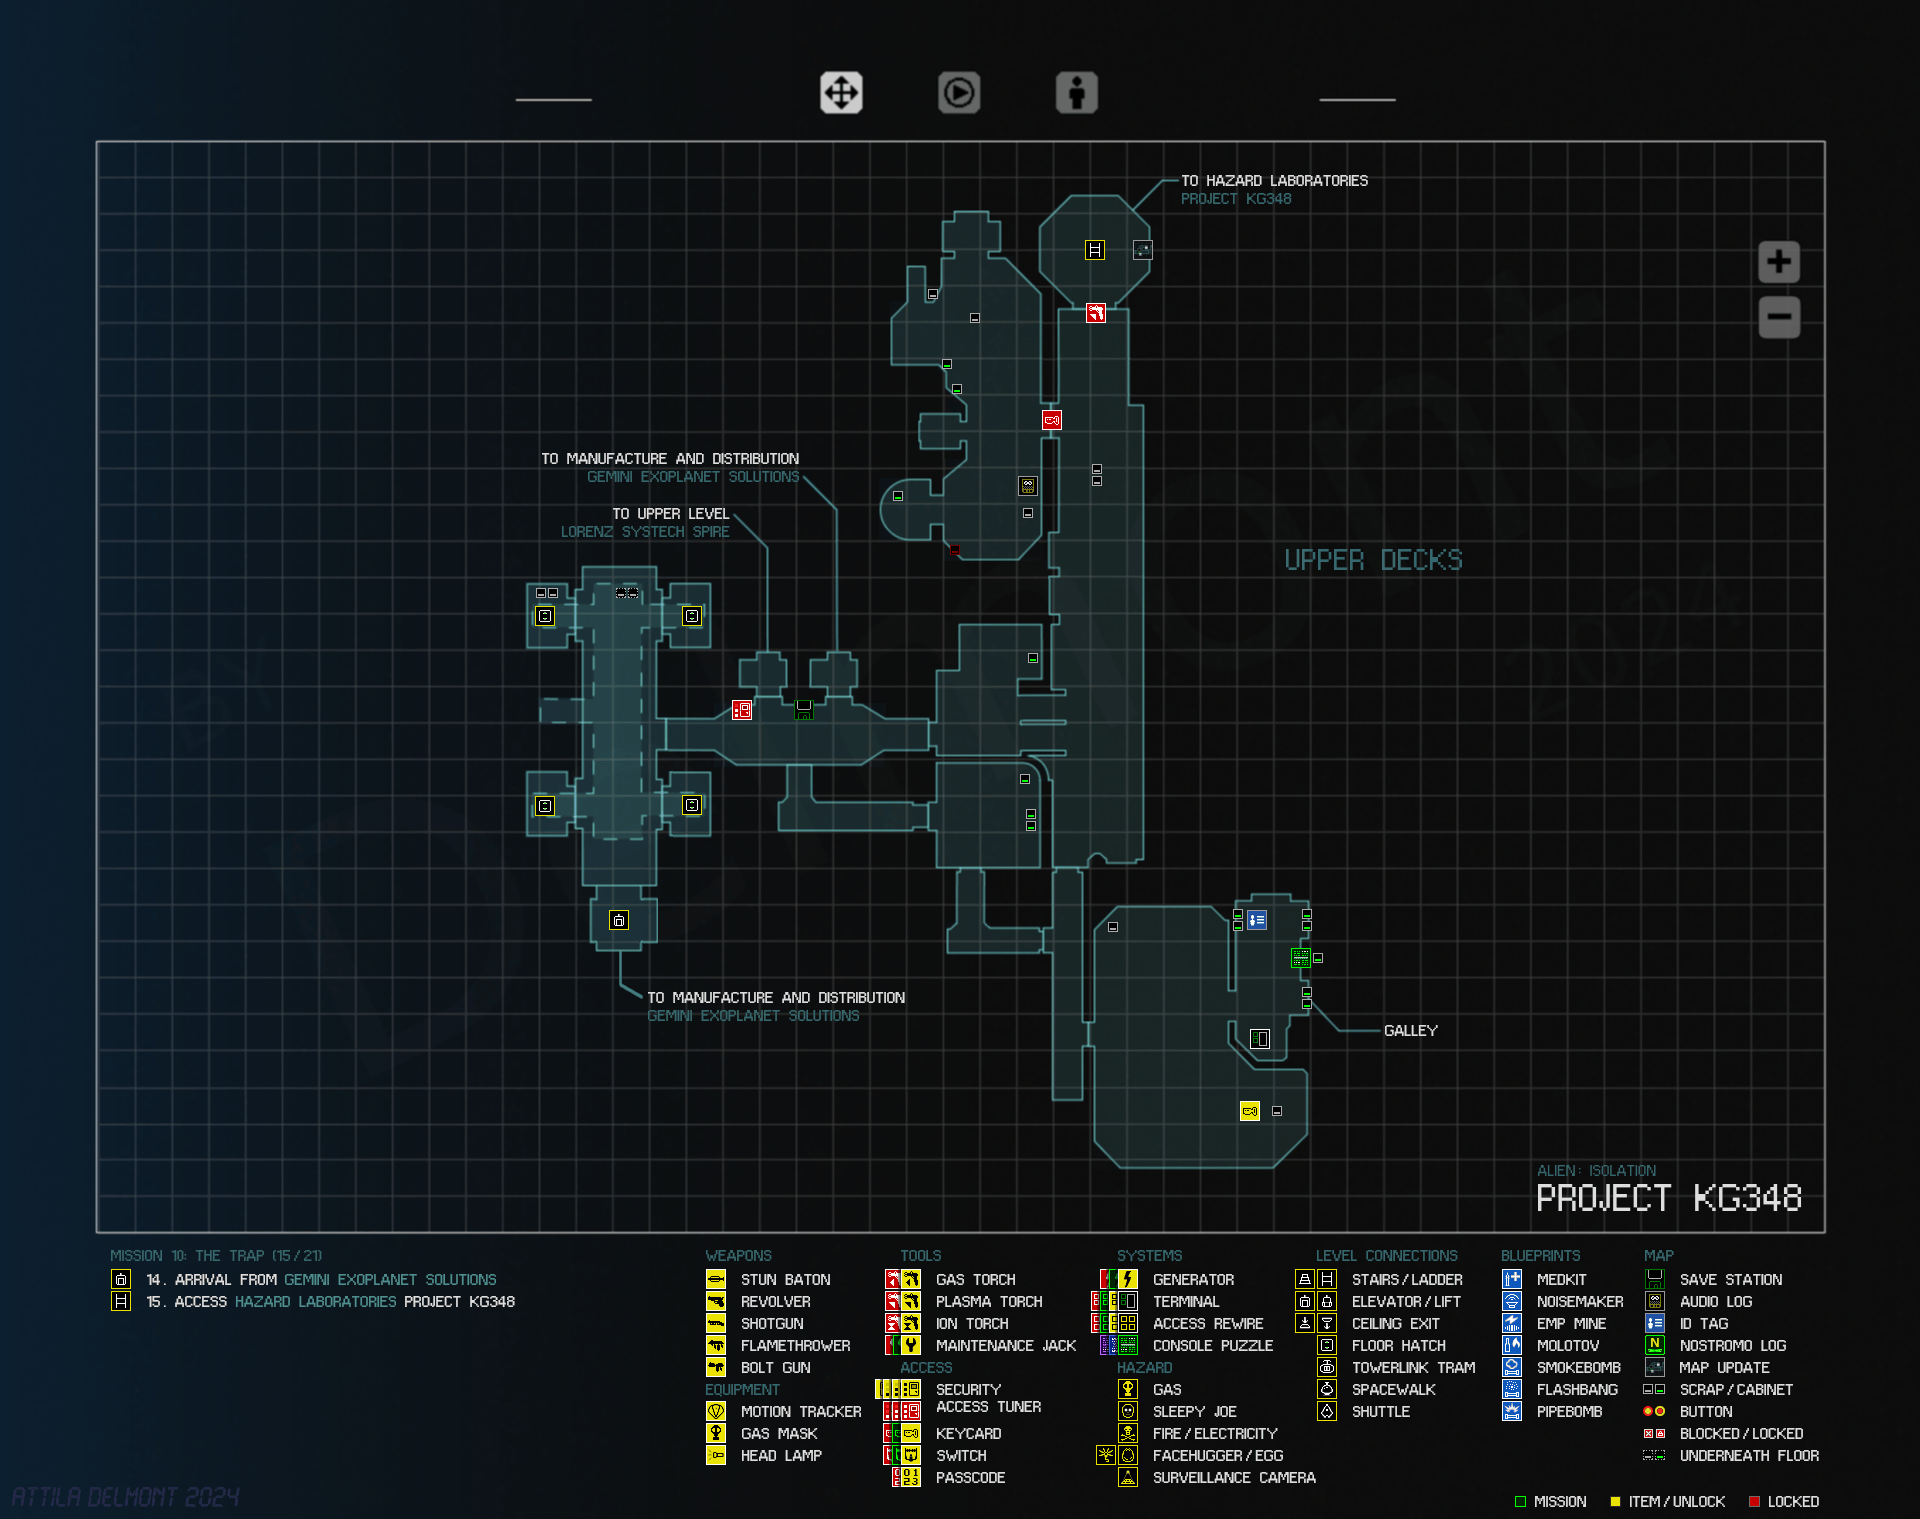 TO HAZARD LABORATORIES
PROJECT KG348
TO MANUFACTURE AND DISTRIBUTION
GEMINI EXOPLANET SOLUTIONS
TO UPPER LEVEL
LORENZ SYSTECH SPIRE
UPPER DECKS
TO MANUFACTURE AND DISTRIBUTION
GEMINI EXOPLANET SOLUTIONS
GALLEY
ALIEN: ISOLATION
PROJECT KG348
MISSION 10: THE TRAP (15/21)
14. ARRIVAL FROM GEMINI EXOPLANET SOLUTIONS
15. ACCESS HAZARD LABORATORIES PROJECT KG348
WEAPONS
STUN BATON
REVOLVER
SHOTGUN
FLAMETHROWER
BOLT GUN
EQUIPMENT
MOTION TRACKER
GAS MASK
HEAD LAMP
TOOLS
GAS TORCH
PLASMA TORCH
ION TORCH
MAINTENANCE JACK
ACCESS
SECURITY
ACCESS TUNER
KEYCARD
SWITCH
PASSCODE
SYSTEMS
GENERATOR
TERMINAL
ACCESS REWIRE
CONSOLE PUZZLE
HAZARD
GAS
SLEEPY JOE
FIRE/ELECTRICITY
FACEHUGGER/EGG
SURVEILLANCE CAMERA
LEVEL CONNECTIONS
STAIRS/LADDER
ELEVATOR/LIFT
CEILING EXIT
FLOOR HATCH
TOWERLINK TRAM
SPACEWALK
SHUTTLE
BLUEPRINTS
MEDKIT
NOISEMAKER
EMP MINE
MOLOTOV
SMOKEBOMB
FLASHBANG
PIPEBOMB
MAP
SAVE STATION
AUDIO LOG
ID TAG
NOSTROMO LOG
MAP UPDATE
SCRAP/CABINET
BUTTON
BLOCKED/LOCKED
UNDERNEATH FLOOR
MISSION
ITEM/UNLOCK
LOCKED
ATTILA DELMONT 2024